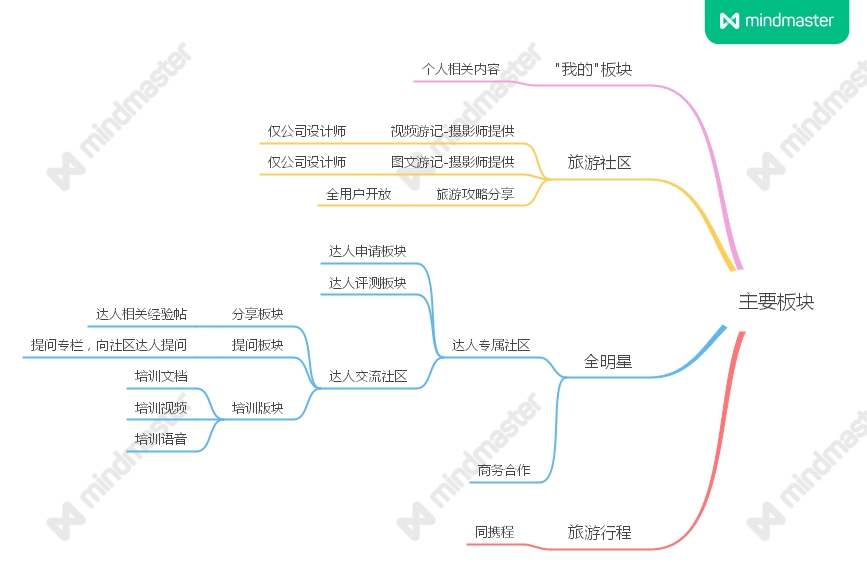 mindmaster
个人相关内容 "我的"板块
仅公司设计师 视频游记-摄影师提供
仅公司设计师 图文游记-摄影师提供
旅游社区
全用户开放 旅游攻略分享
达人申请板块
达人评测板块
主要板块
达人相关经验帖 分享板块
提问专栏，向社区达人提问 提问板块
达人专属社区
全明星
培训文档
达人交流社区
培训视频 培训版块
培训语音
商务合作
同携程 旅游行程
mindmaster
mindmaster
mindmaster
mindmaster
mindmaster
mindmaster